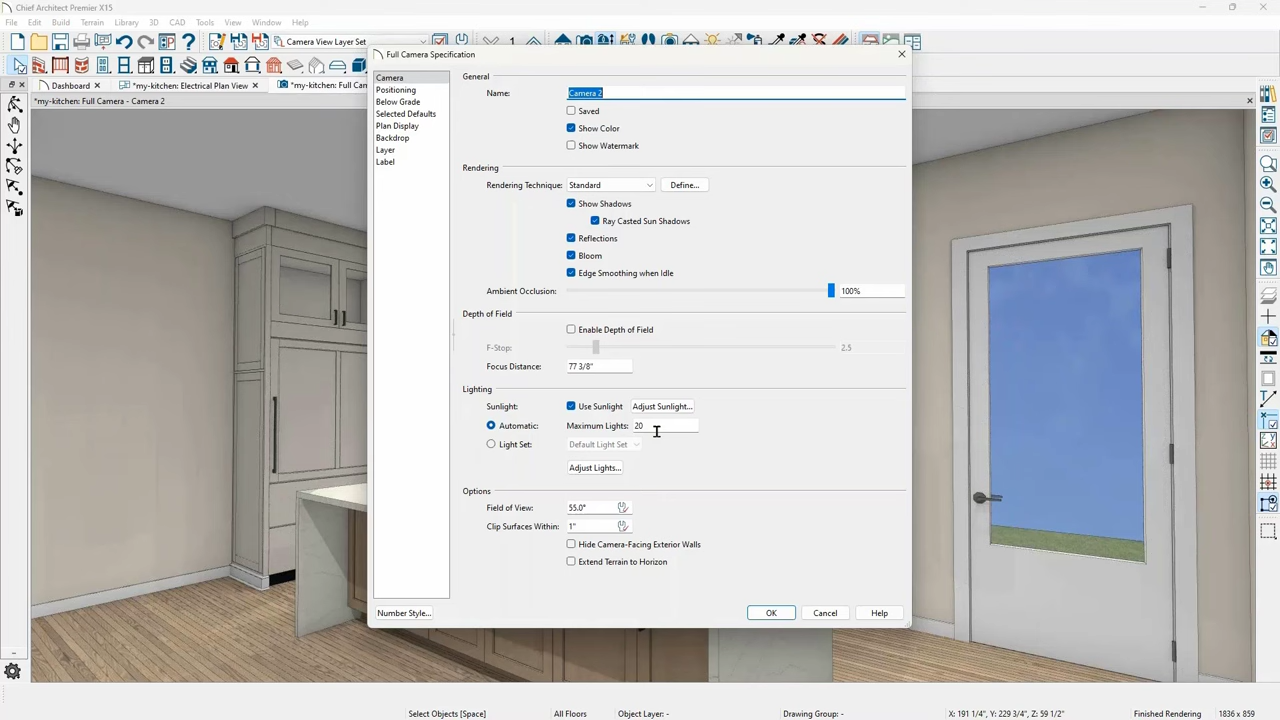 Chief Architect Premier X15
File Edit Build Terrain Library 3D CAD Tools View Window Help
Camera View Layer Set
Dashboard *my-kitchen: Electrical Plan View *my-kitchen: Full Can
*my-kitchen: Full Camera - Camera 2
Full Camera Specification
Camera
Positioning
Below Grade
Selected Defaults
Plan Display
Backdrop
Layer
Label
General
Name: Camera 2
Saved
Show Color
Show Watermark
Rendering
Rendering Technique: Standard Define...
Show Shadows
Ray Casted Sun Shadows
Reflections
Bloom
Edge Smoothing when Idle
Ambient Occlusion: 100%
Depth of Field
Enable Depth of Field
F-Stop: 2.5
Focus Distance: 77 3/8"
Lighting
Sunlight: Use Sunlight Adjust Sunlight...
Automatic: Maximum Lights: 20
Light Set: Default Light Set
Adjust Lights...
Options
Field of View: 55.0°
Clip Surfaces Within: 1"
Hide Camera-Facing Exterior Walls
Extend Terrain to Horizon
Number Style... OK Cancel Help
Select Objects [Space] All Floors Object Layer: - Drawing Group: - X: 191 1/4", Y: 229 3/4", Z: 59 1/2" Finished Rendering 1836 x 859